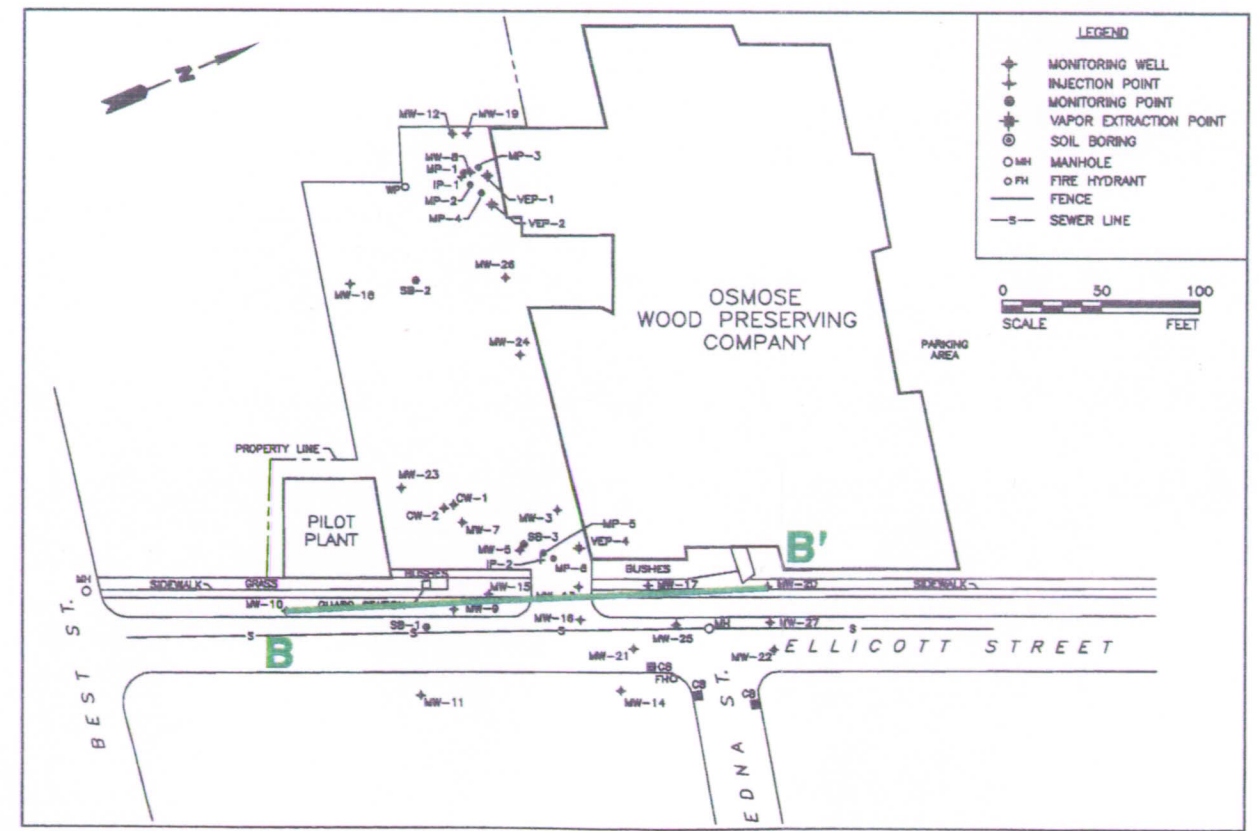 LEGEND
MONITORING WELL
INJECTION POINT
MONITORING POINT
VAPOR EXTRACTION POINT
SOIL BORING
MH MANHOLE
FH FIRE HYDRANT
FENCE
S SEWER LINE
0 50 100
SCALE FEET
N
MW-12 MW-19
MW-8 MP-3
MP-1
IP-1
WP
MP-2 VEP-1
MP-4 VEP-2
MW-26
MW-18 SB-2
OSMOSE
WOOD PRESERVING
COMPANY
MW-24
PARKING
AREA
PROPERTY LINE
MW-23
CW-1
CW-2
MW-7
MW-3
PILOT
PLANT
SB-3 MP-5
MW-5 VEP-4
IP-2 MP-6
B'
BUSHES BUSHES
MH SIDEWALK GRASS MW-15 MW-17 MW-20 SIDEWALK
MW-10 GUARD STATION MW-9
SB-1 MW-16 MW-25 MH MW-27
S S S S
B
MW-21 MW-22 ELLICOTT STREET
CS
FH
CS CS
MW-11 MW-14
BEST ST.
EDNA ST.